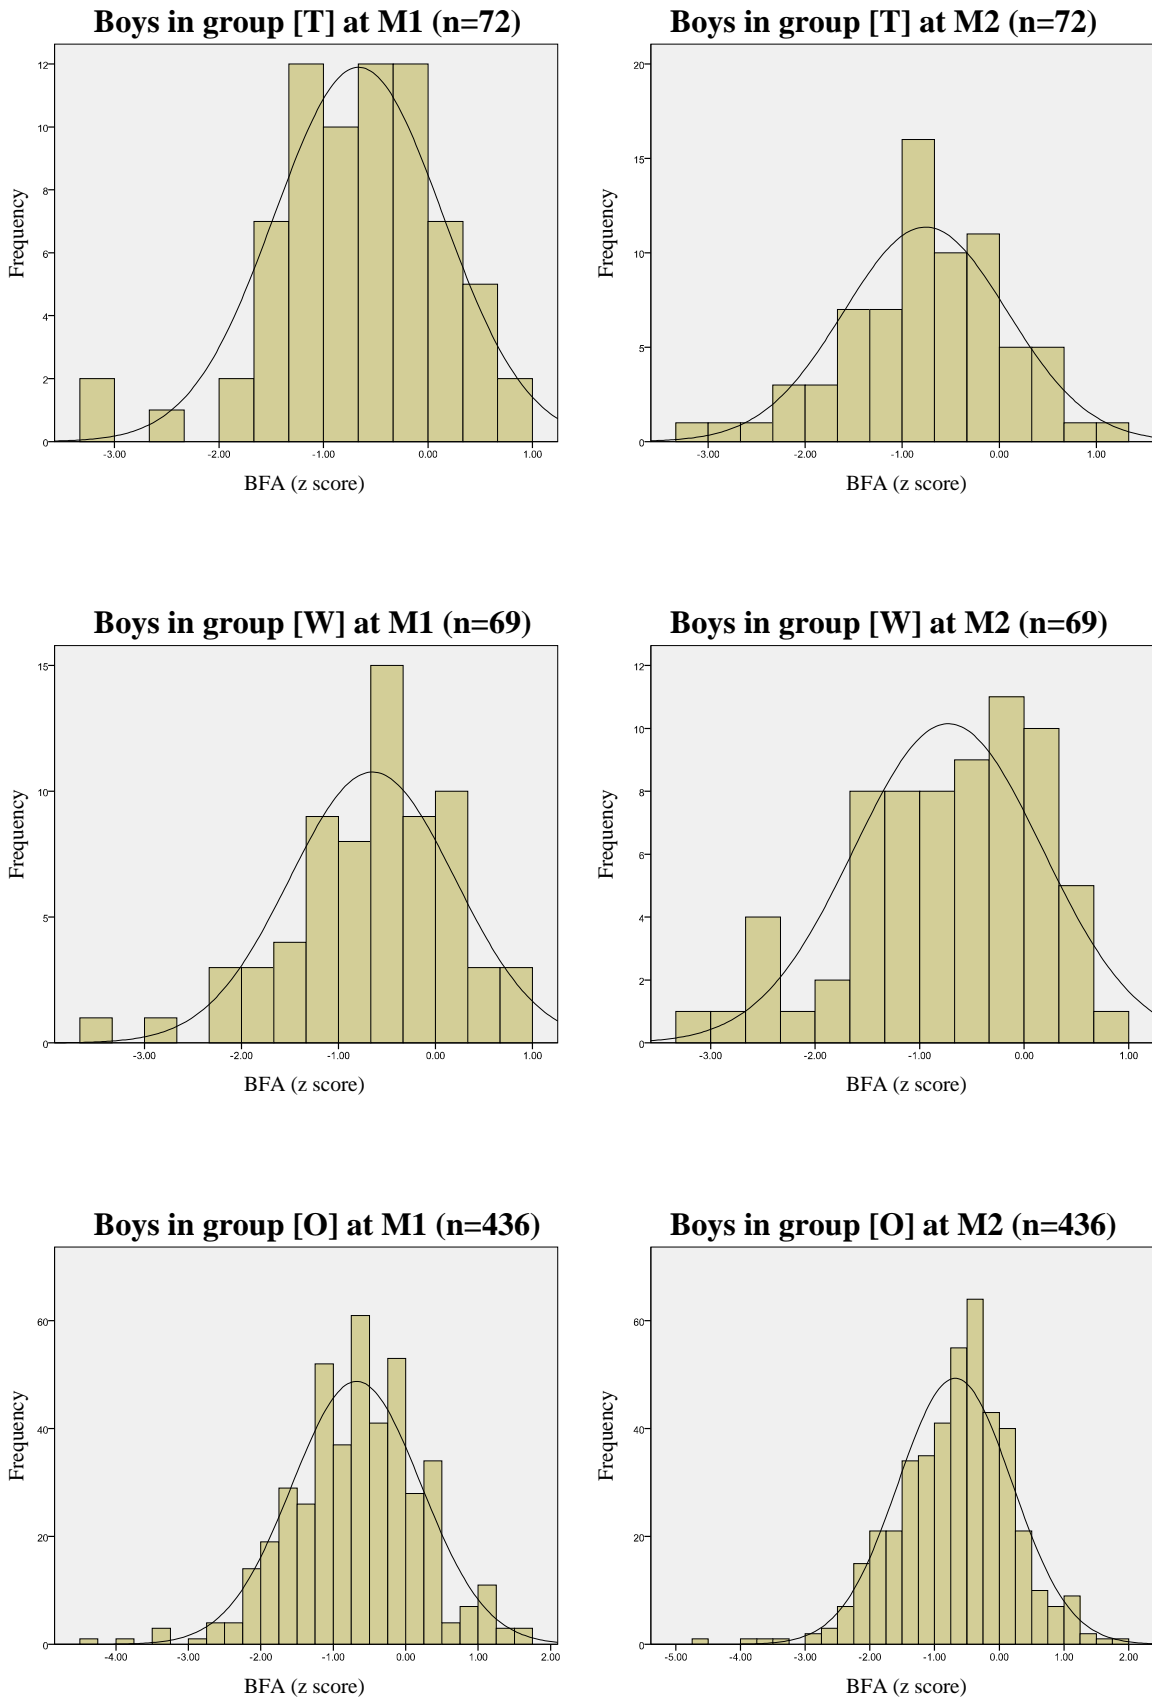 Boys in group [T] at M1 (n=72)
12
10
8
6
4
2
0
Frequency
-3.00 -2.00 -1.00 0.00 1.00
BFA (z score)
Boys in group [T] at M2 (n=72)
20
15
10
5
0
Frequency
-3.00 -2.00 -1.00 0.00 1.00
BFA (z score)
Boys in group [W] at M1 (n=69)
15
10
5
0
Frequency
-3.00 -2.00 -1.00 0.00 1.00
BFA (z score)
Boys in group [W] at M2 (n=69)
12
10
8
6
4
2
0
Frequency
-3.00 -2.00 -1.00 0.00 1.00
BFA (z score)
Boys in group [O] at M1 (n=436)
60
40
20
0
Frequency
-4.00 -3.00 -2.00 -1.00 0.00 1.00 2.00
BFA (z score)
Boys in group [O] at M2 (n=436)
60
40
20
0
Frequency
-5.00 -4.00 -3.00 -2.00 -1.00 0.00 1.00 2.00
BFA (z score)